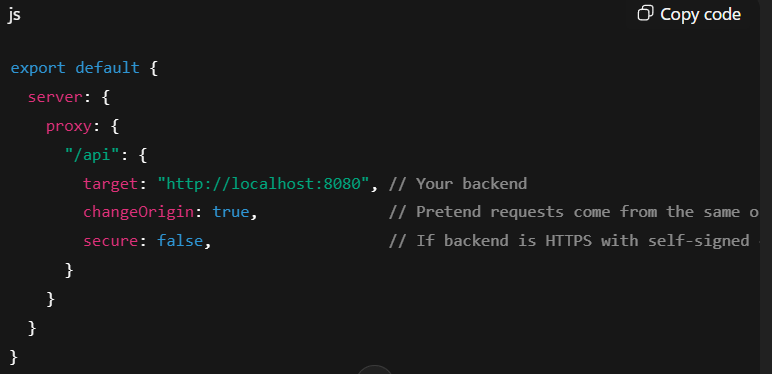 js
Copy code
export default {
  server: {
    proxy: {
      "/api": {
        target: "http://localhost:8080", // Your backend
        changeOrigin: true,              // Pretend requests come from the same o
        secure: false,                   // If backend is HTTPS with self-signed
      }
    }
  }
}